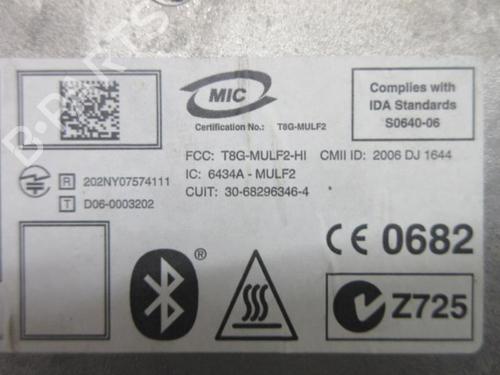 MIC
Certification No.: T8G-MULF2
Complies with
IDA Standards
S0640-06
FCC: T8G-MULF2-HI CMII ID: 2006 DJ 1644
IC: 6434A - MULF2
CUIT: 30-68296346-4
R 202NY07574111
T D06-0003202
CE 0682
Z725
B-PARTS